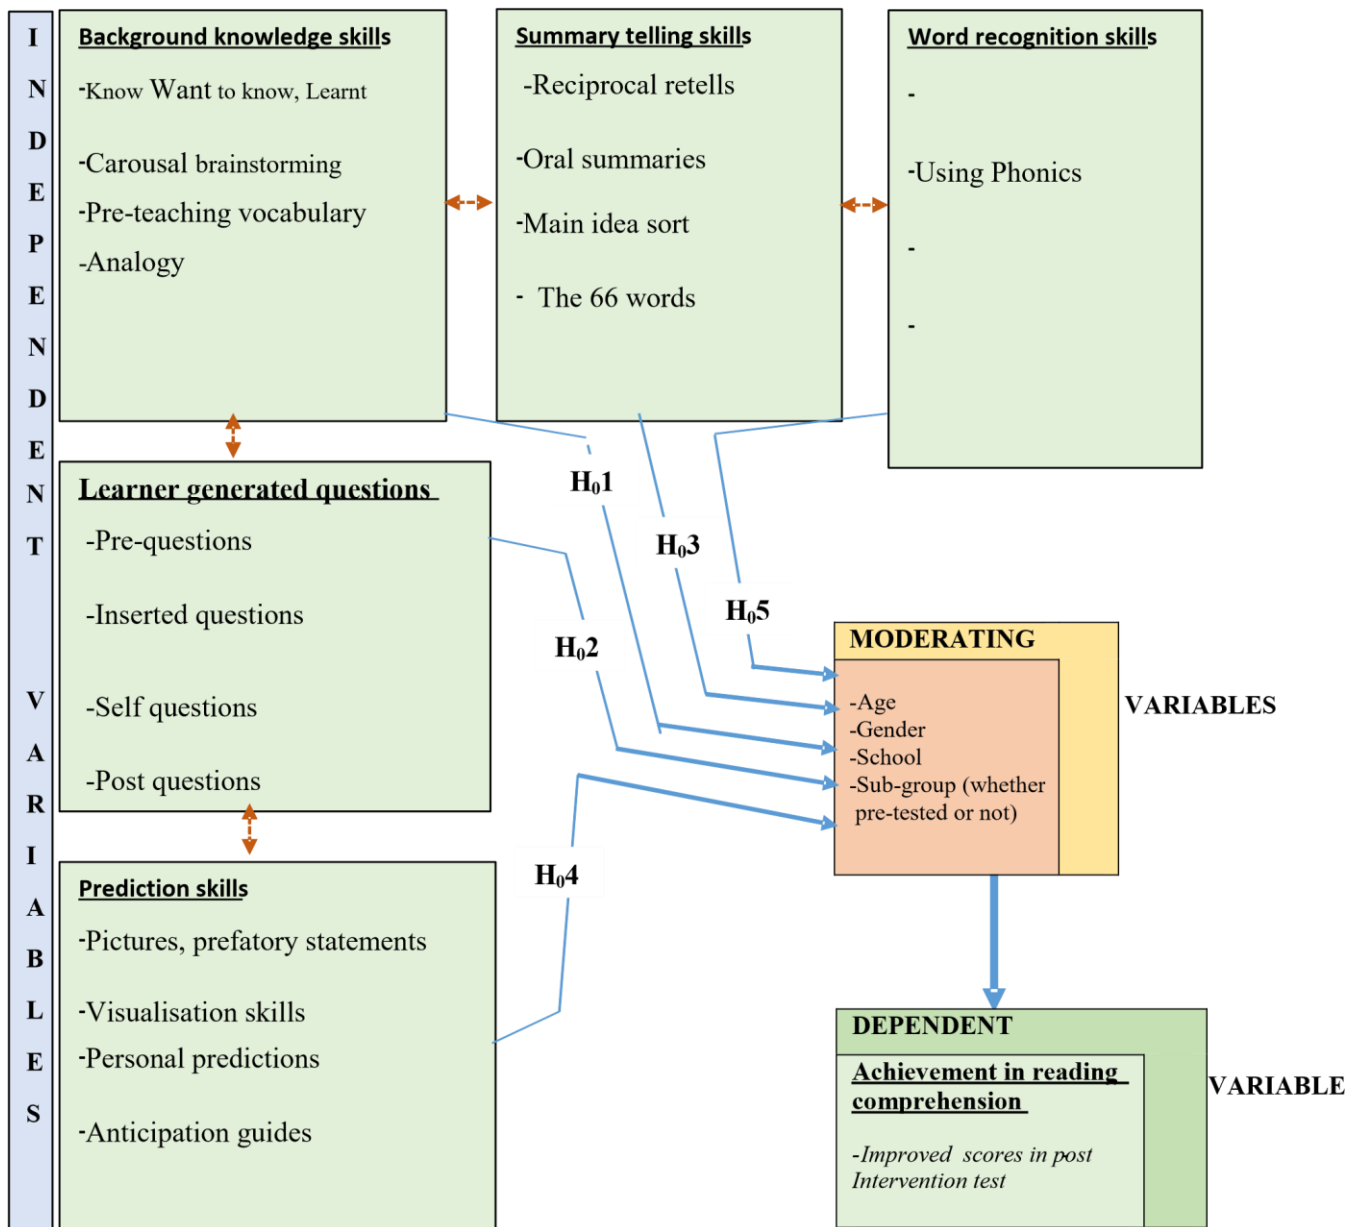 INDEPENDENT VARIABLES
Background knowledge skills
-Know Want to know, Learnt
-Carousal brainstorming
-Pre-teaching vocabulary
-Analogy
Summary telling skills
-Reciprocal retells
-Oral summaries
-Main idea sort
- The 66 words
Word recognition skills
-
-Using Phonics
-
-
Learner generated questions
-Pre-questions
-Inserted questions
-Self questions
-Post questions
Prediction skills
-Pictures, prefatory statements
-Visualisation skills
-Personal predictions
-Anticipation guides
H₀1
H₀3
H₀5
H₀2
H₀4
MODERATING
VARIABLES
-Age
-Gender
-School
-Sub-group (whether
pre-tested or not)
DEPENDENT
VARIABLE
Achievement in reading
comprehension
-Improved scores in post
Intervention test